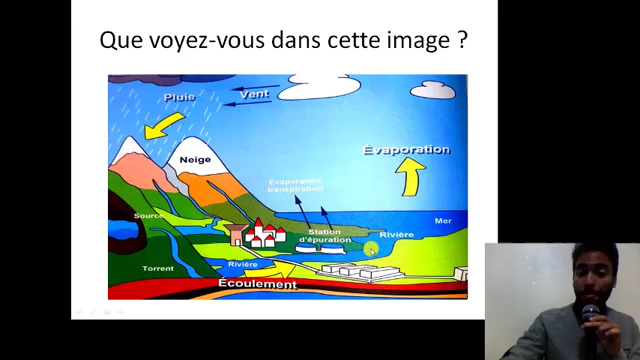 Que voyez-vous dans cette image ?
Pluie
Vent
Neige
Évaporation
Évaporation
transpiration
Source
Mer
Station
d'épuration
Rivière
Torrent
Rivière
Écoulement